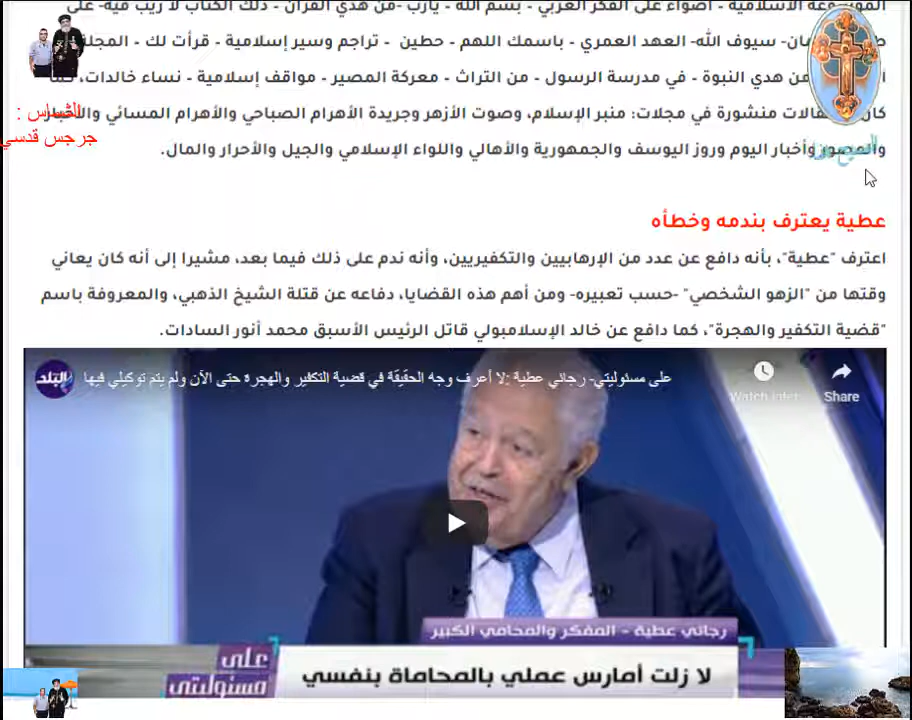 الموسوعة الإسلامية - أضواء على الفكر العربي - بسم الله - يارب -من هدي القرآن - ذلك الكتاب لا ريب فيه- على
سيوف الله- العهد العمري - باسمك اللهم - حطين - تراجم وسير إسلامية - قرأت لك - المجلة
من هدي النبوة - في مدرسة الرسول - من التراث - معركة المصير - مواقف إسلامية - نساء خالدات،
كان مقالات منشورة في مجلات: منبر الإسلام، وصوت الأزهر وجريدة الأهرام الصباحي والأهرام المسائي والأخبار
والمصور وأخبار اليوم وروز اليوسف والجمهورية والأهالي واللواء الإسلامي والجيل والأحرار والمال.
الشماس :
جرجس قدسي
عطية يعترف بندمه وخطأه
اعترف "عطية"، بأنه دافع عن عدد من الإرهابيين والتكفيريين، وأنه ندم على ذلك فيما بعد، مشيرا إلى أنه كان يعاني
وقتها من "الزهو الشخصي" -حسب تعبيره- ومن أهم هذه القضايا، دفاعه عن قتلة الشيخ الذهبي، والمعروفة باسم
"قضية التكفير والهجرة"، كما دافع عن خالد الإسلامبولي قاتل الرئيس الأسبق محمد أنور السادات.
البلد
على مسئوليتي- رجائي عطية :لا أعرف وجه الحقيقة في قضية التكفير والهجرة حتى الآن ولم يتم توكيلي فيها
Watch later
Share
رجائي عطية - المفكر والمحامي الكبير
على مسئوليتي
لا زلت أمارس عملي بالمحاماة بنفسي